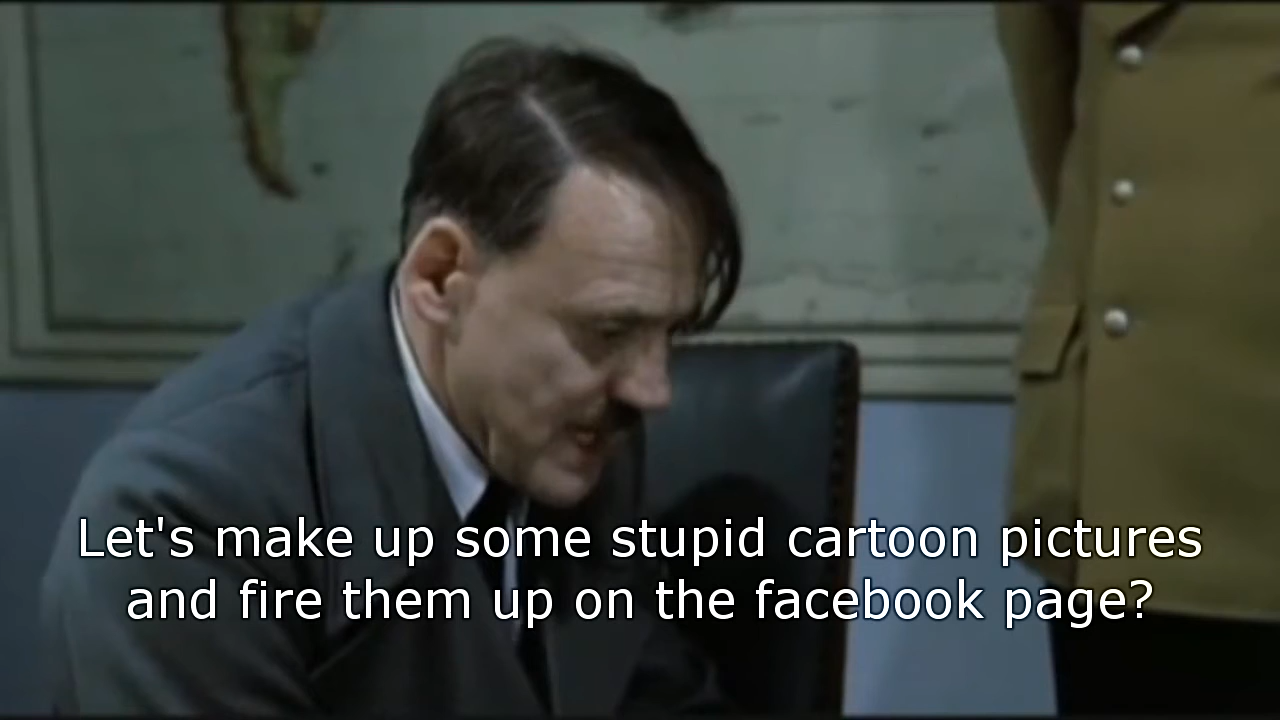 Let's make up some stupid cartoon pictures
and fire them up on the facebook page?